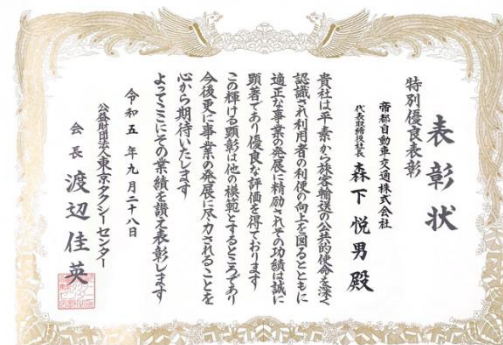 表彰状
特別優良表彰
帝都自動車交通株式会社
代表取締役社長 森下悦男殿
貴社は平素から旅客輸送の公共的使命を深く
認識され利用者の利便の向上を図るとともに
適正な事業の発展に精励されその功績は誠に
顕著であり優良な評価を得ております
この輝ける顕彰は他の模範とするところであり
今後更に事業の発展に尽力されることを
心から期待いたします
よってここにその業績を讃え表彰します
令和五年九月二十八日
公益財団法人東京タクシーセンター
会長 渡辺佳英